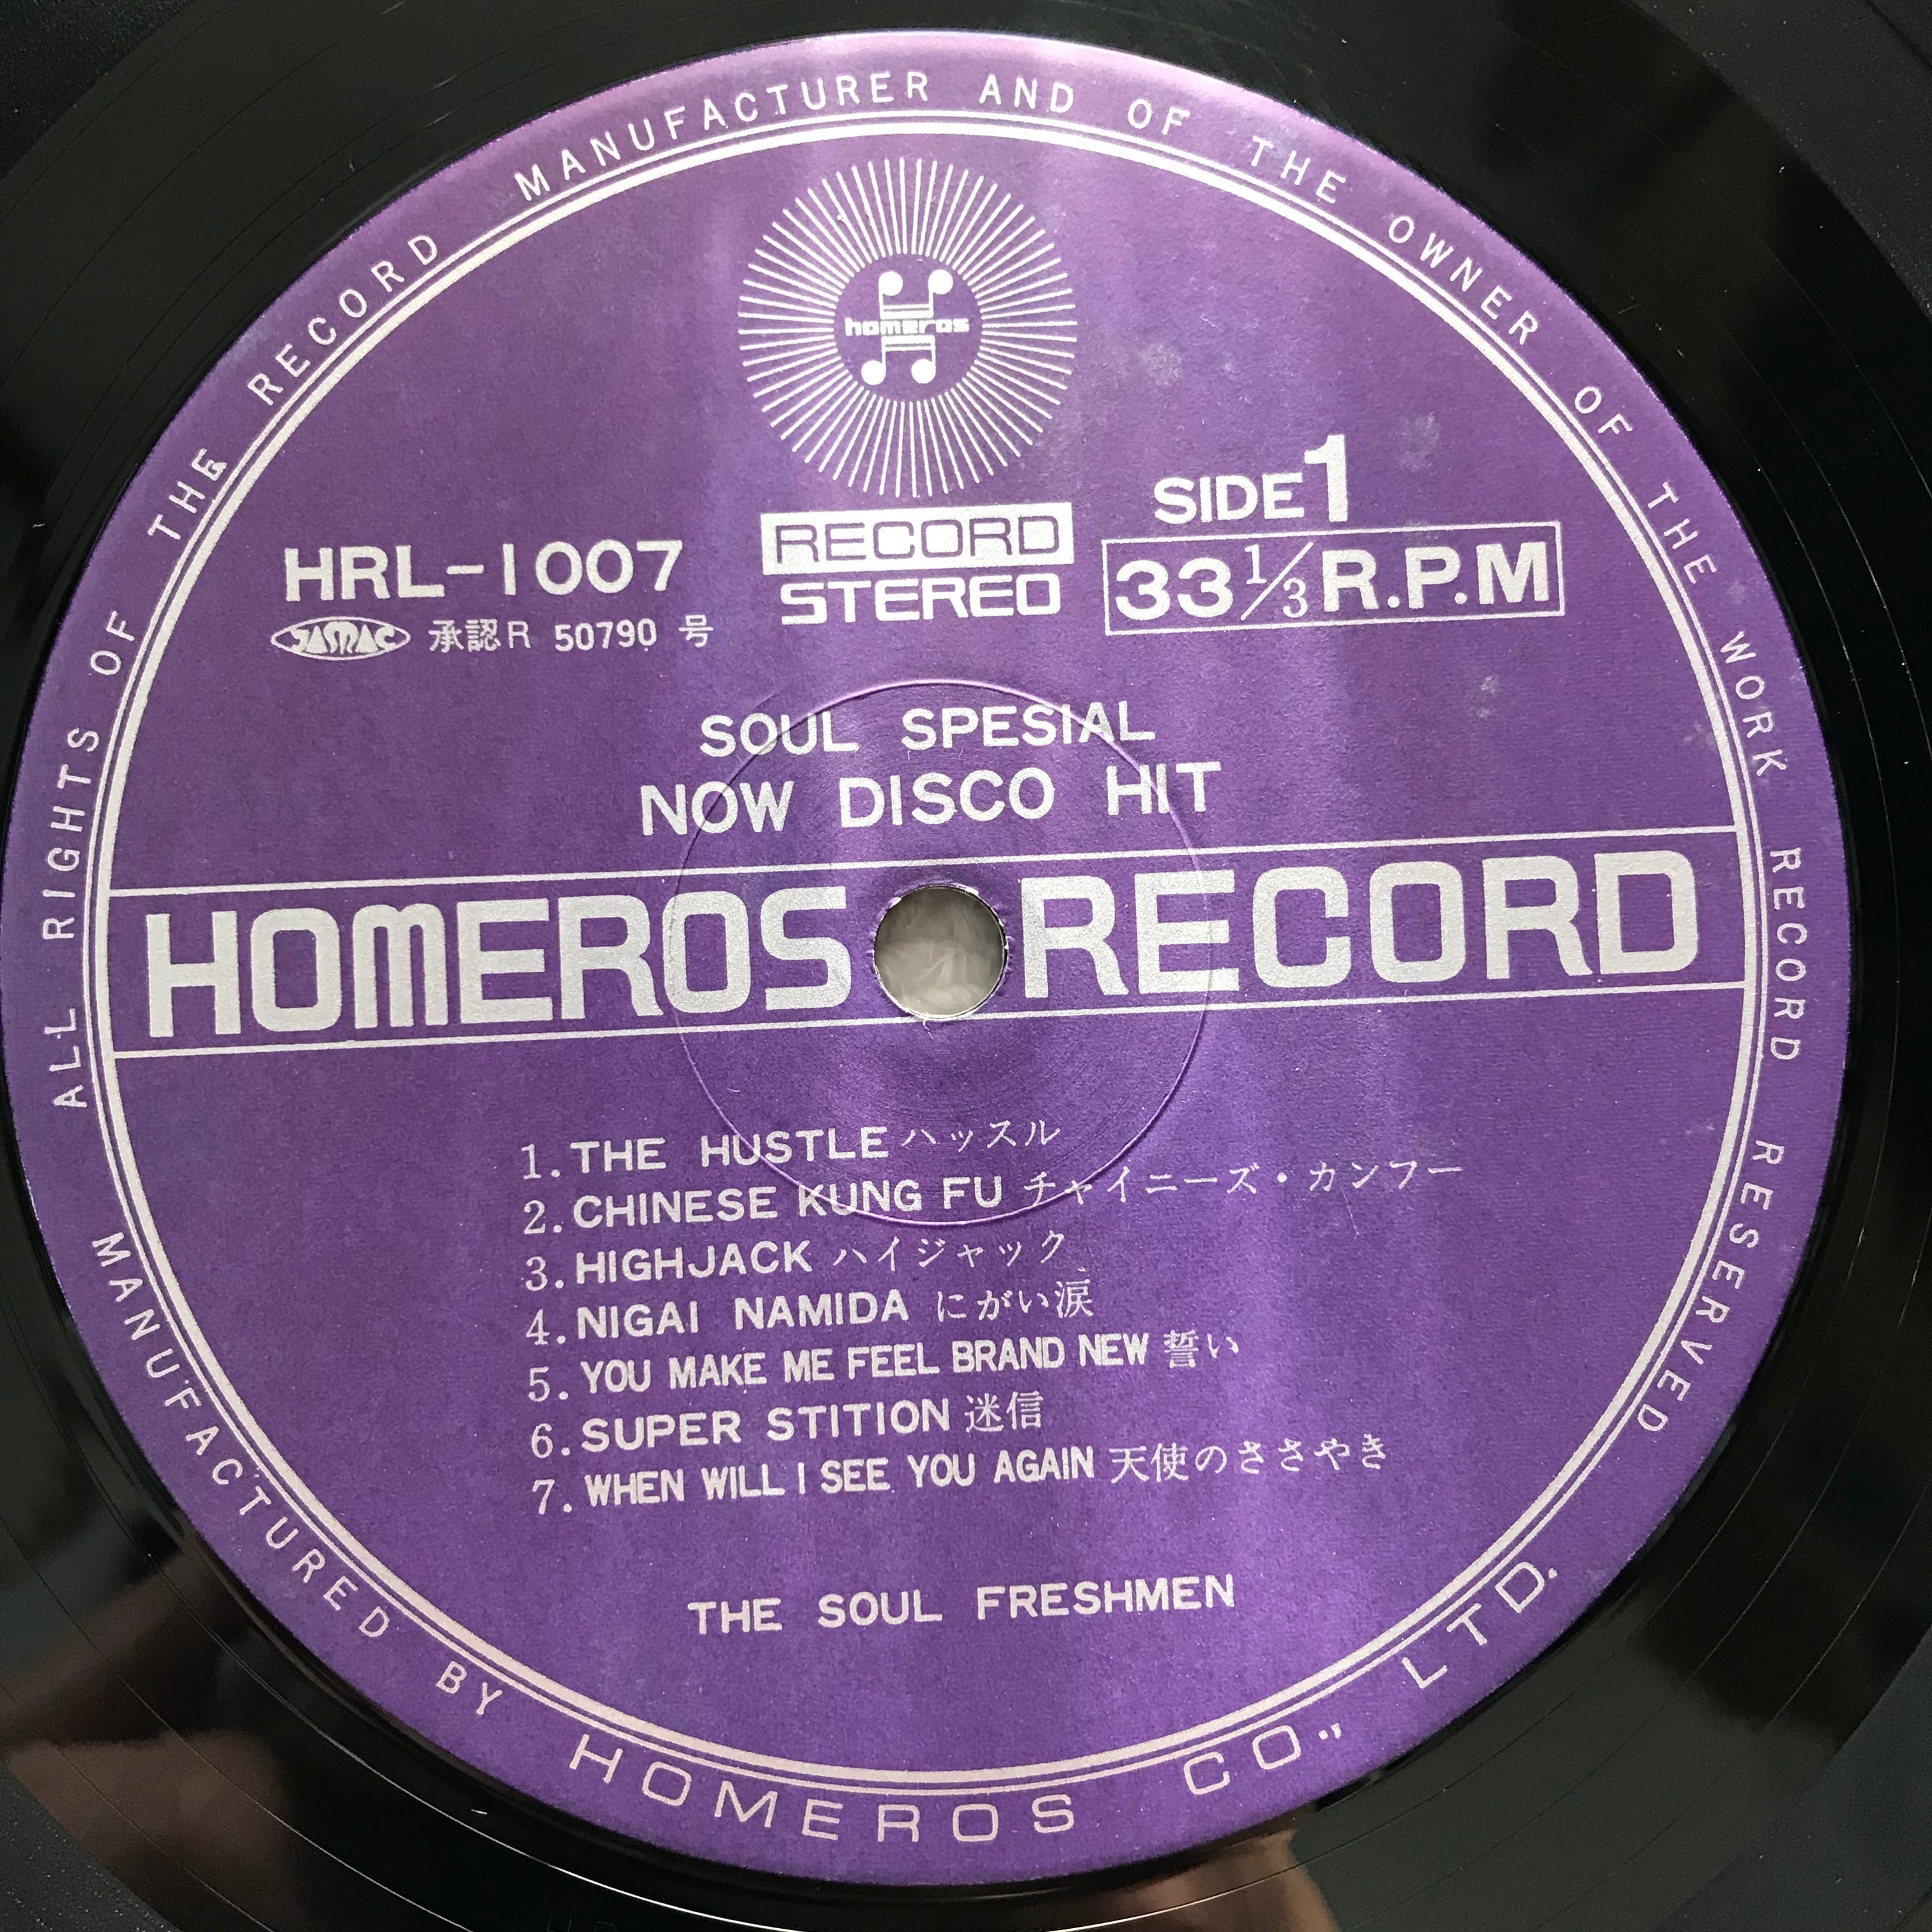 ALL RIGHTS OF THE RECORD MANUFACTURER AND OF THE OWNER OF THE WORK RECORD RECORD RESERVED
homeros
RECORD
STEREO
HRL-1007
JASRAC 承認R 50790 号
SIDE1
33 1/3 R.P.M
SOUL SPESIAL
NOW DISCO HIT
HOMEROS RECORD
1. THE HUSTLE ハッスル
2. CHINESE KUNG FU チャイニーズ・カンフー
3. HIGHJACK ハイジャック
4. NIGAI NAMIDA にがい涙
5. YOU MAKE ME FEEL BRAND NEW 誓い
6. SUPER STITION 迷信
7. WHEN WILL I SEE YOU AGAIN 天使のささやき
THE SOUL FRESHMEN
MANUFACTURED BY HOMEROS CO., LTD.